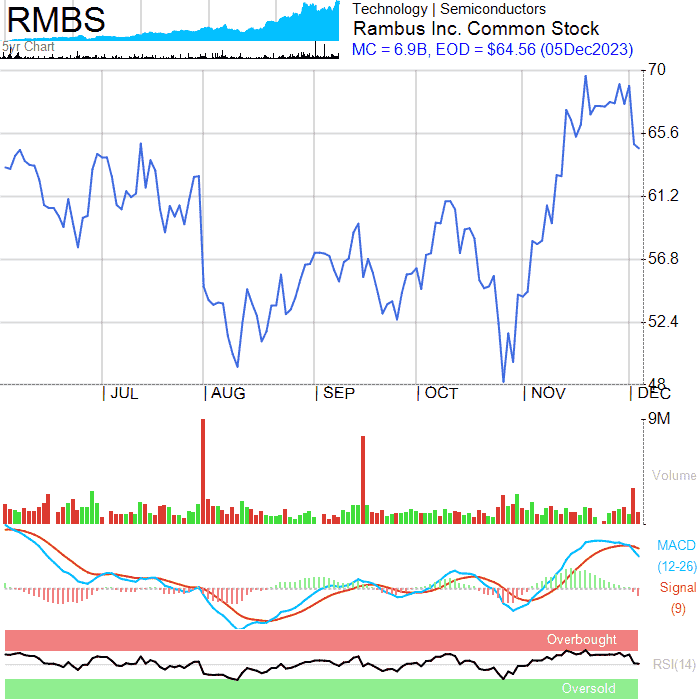 RMBS
5yr Chart
Technology | Semiconductors
Rambus Inc. Common Stock
MC = 6.9B, EOD = $64.56 (05Dec2023)
70
65.6
61.2
56.8
52.4
48
| JUL | AUG | SEP | OCT | NOV | DEC
9M
Volume
MACD
(12-26)
Signal
(9)
Overbought
RSI(14)
Oversold